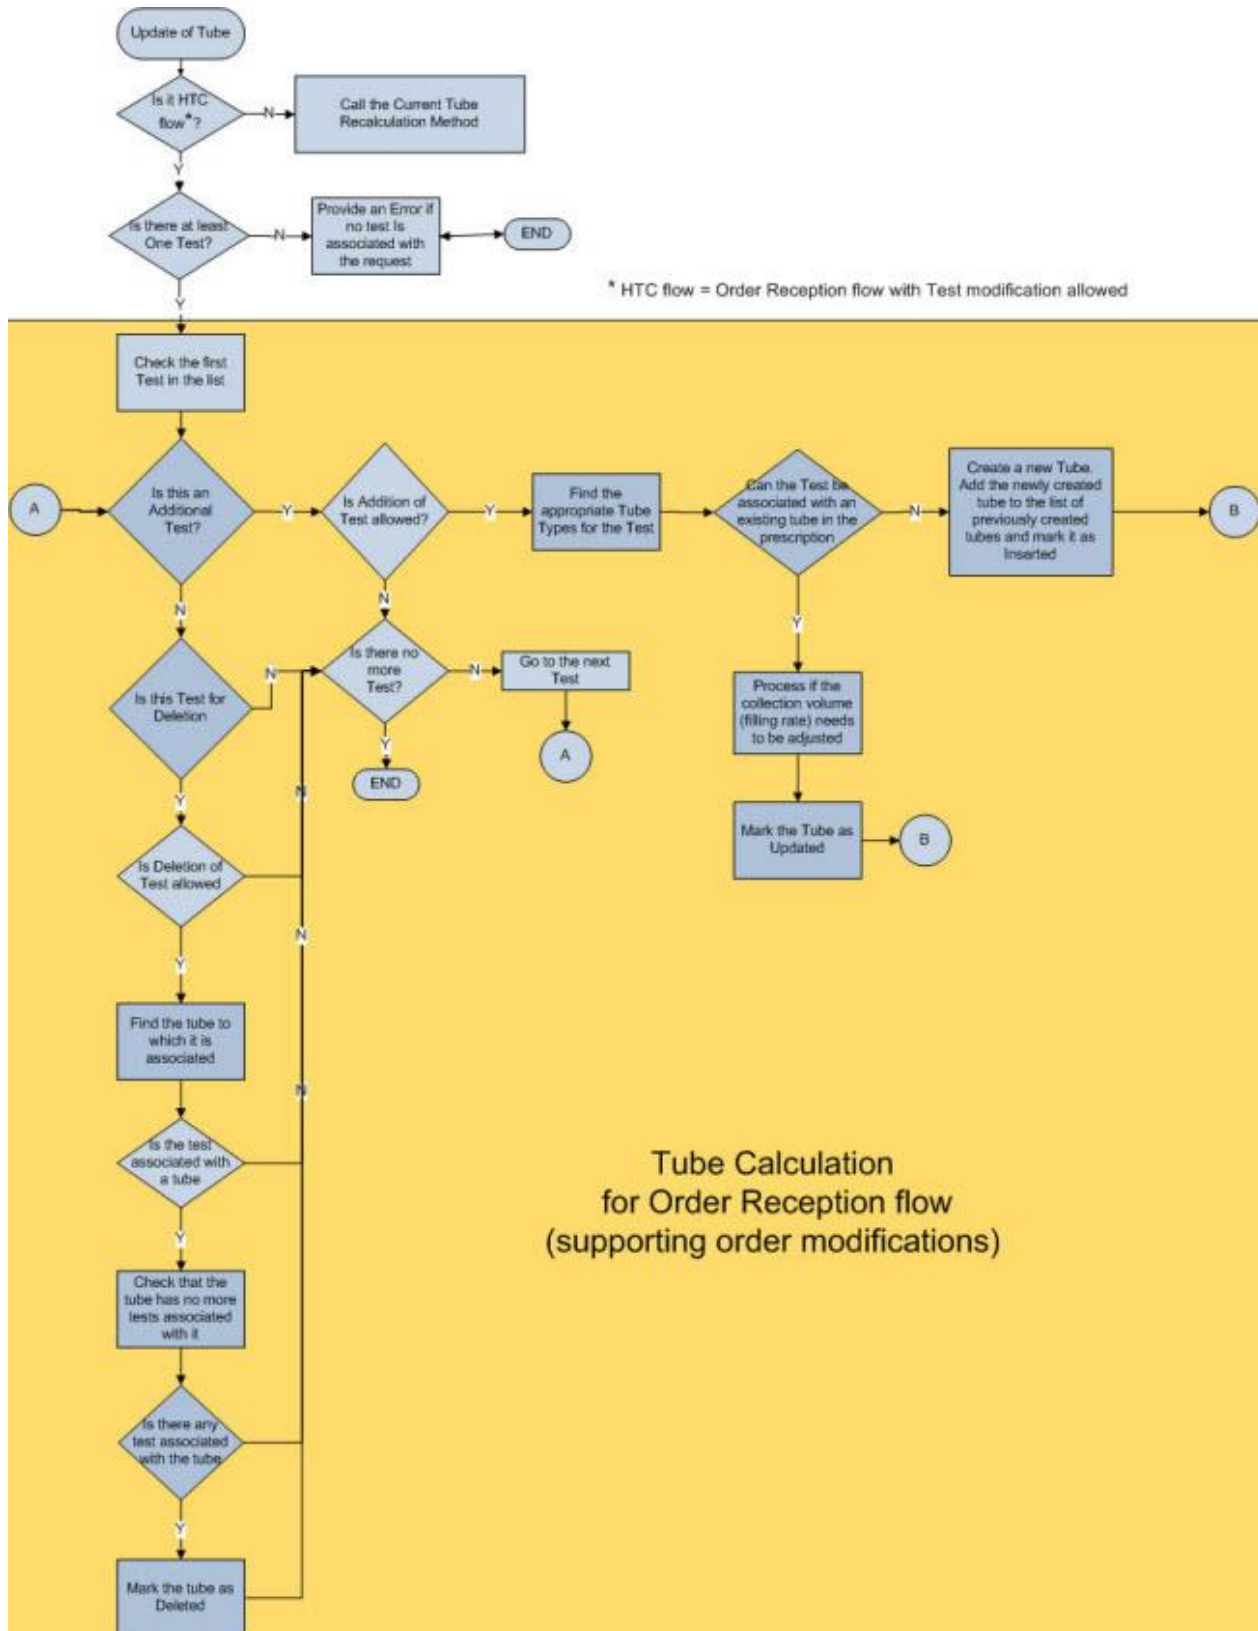 Update of Tube
Is it HTC
flow*?
N
Call the Current Tube
Recalculation Method
Y
Is there at least
One Test?
N
Provide an Error if
no test Is
associated with
the request
END
* HTC flow = Order Reception flow with Test modification allowed
Y
Check the first
Test in the list
A
Is this an
Additional
Test?
Y
Is Addition of
Test allowed?
Y
Find the
appropriate Tube
Types for the Test
Can the Test be
associated with an
existing tube in the
prescription
N
Create a new Tube.
Add the newly created
tube to the list of
previously created
tubes and mark it as
Inserted
B
N
N
Y
Is this Test for
Deletion
N
Is there no
more
Test?
N
Go to the next
Test
A
Y
END
Process if the
collection volume
(filling rate) needs
to be adjusted
Mark the Tube as
Updated
B
Y
N
Is Deletion of
Test allowed
N
Y
Find the tube to
which it is
associated
N
Is the test
associated with
a tube
Y
Tube Calculation
for Order Reception flow
(supporting order modifications)
Check that the
tube has no more
tests associated
with it
Is there any
test associated
with the tube
Y
Mark the tube as
Deleted